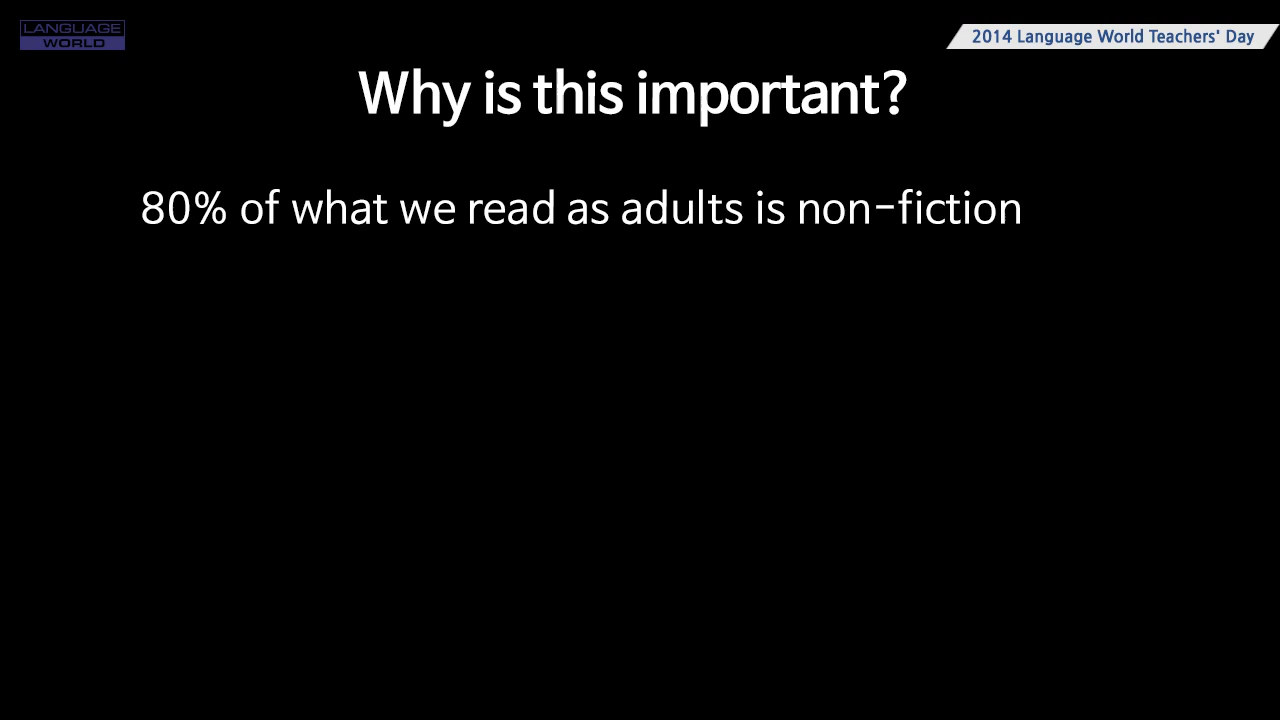 LANGUAGE
WORLD
2014 Language World Teachers' Day
Why is this important?
80% of what we read as adults is non-fiction